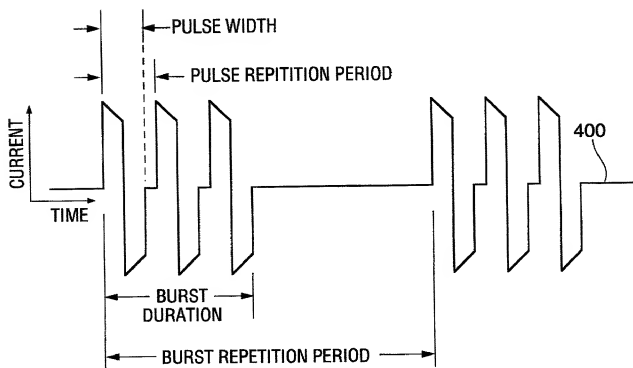 PULSE WIDTH
PULSE REPITITION PERIOD
CURRENT
TIME
400
BURST
DURATION
BURST REPETITION PERIOD